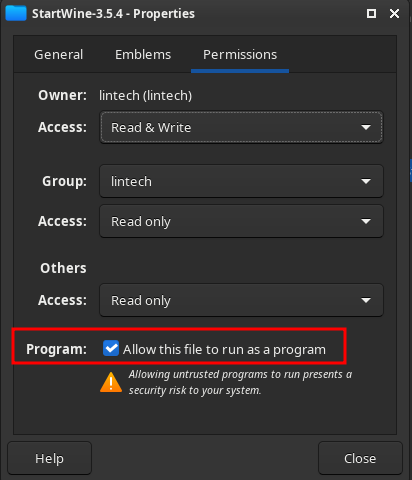 StartWine-3.5.4 - Properties
General Emblems Permissions
Owner: lintech (lintech)
Access: Read & Write
Group: lintech
Access: Read only
Others
Access: Read only
Program: Allow this file to run as a program
Allowing untrusted programs to run presents a
security risk to your system.
Help Close